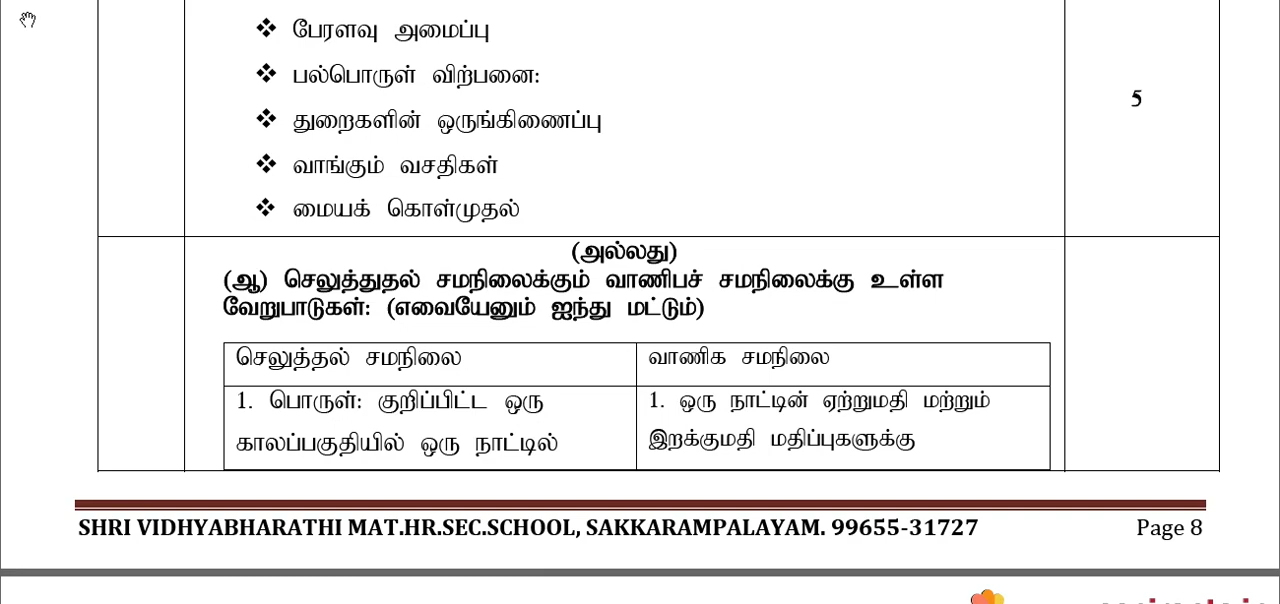 ❖ பேரளவு அமைப்பு
❖ பல்பொருள் விற்பனை:
5
❖ துறைகளின் ஒருங்கிணைப்பு
❖ வாங்கும் வசதிகள்
❖ மையக் கொள்முதல்
(அல்லது)
(ஆ) செலுத்துதல் சமநிலைக்கும் வாணிபச் சமநிலைக்கு உள்ள
வேறுபாடுகள்: (எவையேனும் ஐந்து மட்டும்)
செலுத்தல் சமநிலை
வாணிக சமநிலை
1. பொருள்: குறிப்பிட்ட ஒரு
காலப்பகுதியில் ஒரு நாட்டில்
1. ஒரு நாட்டின் ஏற்றுமதி மற்றும்
இறக்குமதி மதிப்புகளுக்கு
SHRI VIDHYABHARATHI MAT.HR.SEC.SCHOOL, SAKKARAMPALAYAM. 99655-31727 Page 8